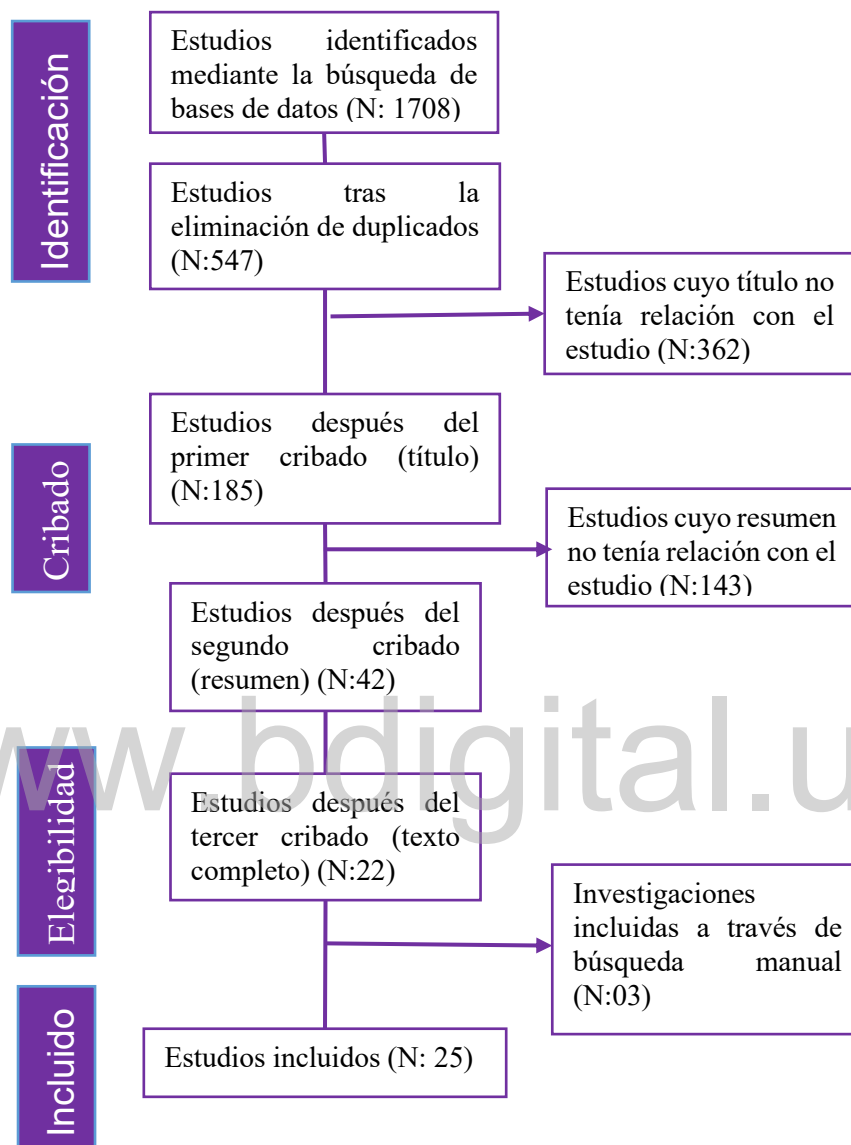 Identificación
Estudios identificados
mediante la búsqueda de
bases de datos (N: 1708)
Estudios tras la
eliminación de duplicados
(N:547)
Estudios cuyo título no
tenía relación con el
estudio (N:362)
Cribado
Estudios después del
primer cribado (título)
(N:185)
Estudios cuyo resumen
no tenía relación con el
estudio (N:143)
Estudios después del
segundo cribado
(resumen) (N:42)
www.bdigital.u
Elegibilidad
Estudios después del
tercer cribado (texto
completo) (N:22)
Investigaciones
incluidas a través de
búsqueda manual
(N:03)
Incluido
Estudios incluidos (N: 25)